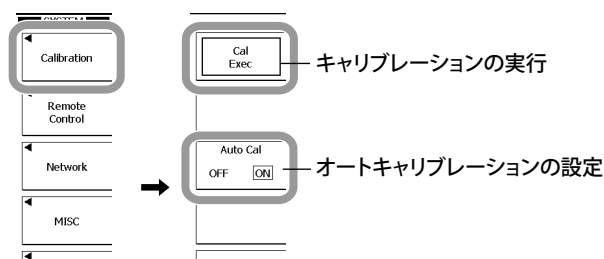 SYSTEM
Calibration
Remote
Control
Network
MISC
Cal
Exec
キャリブレーションの実行
Auto Cal
OFF ON
オートキャリブレーションの設定